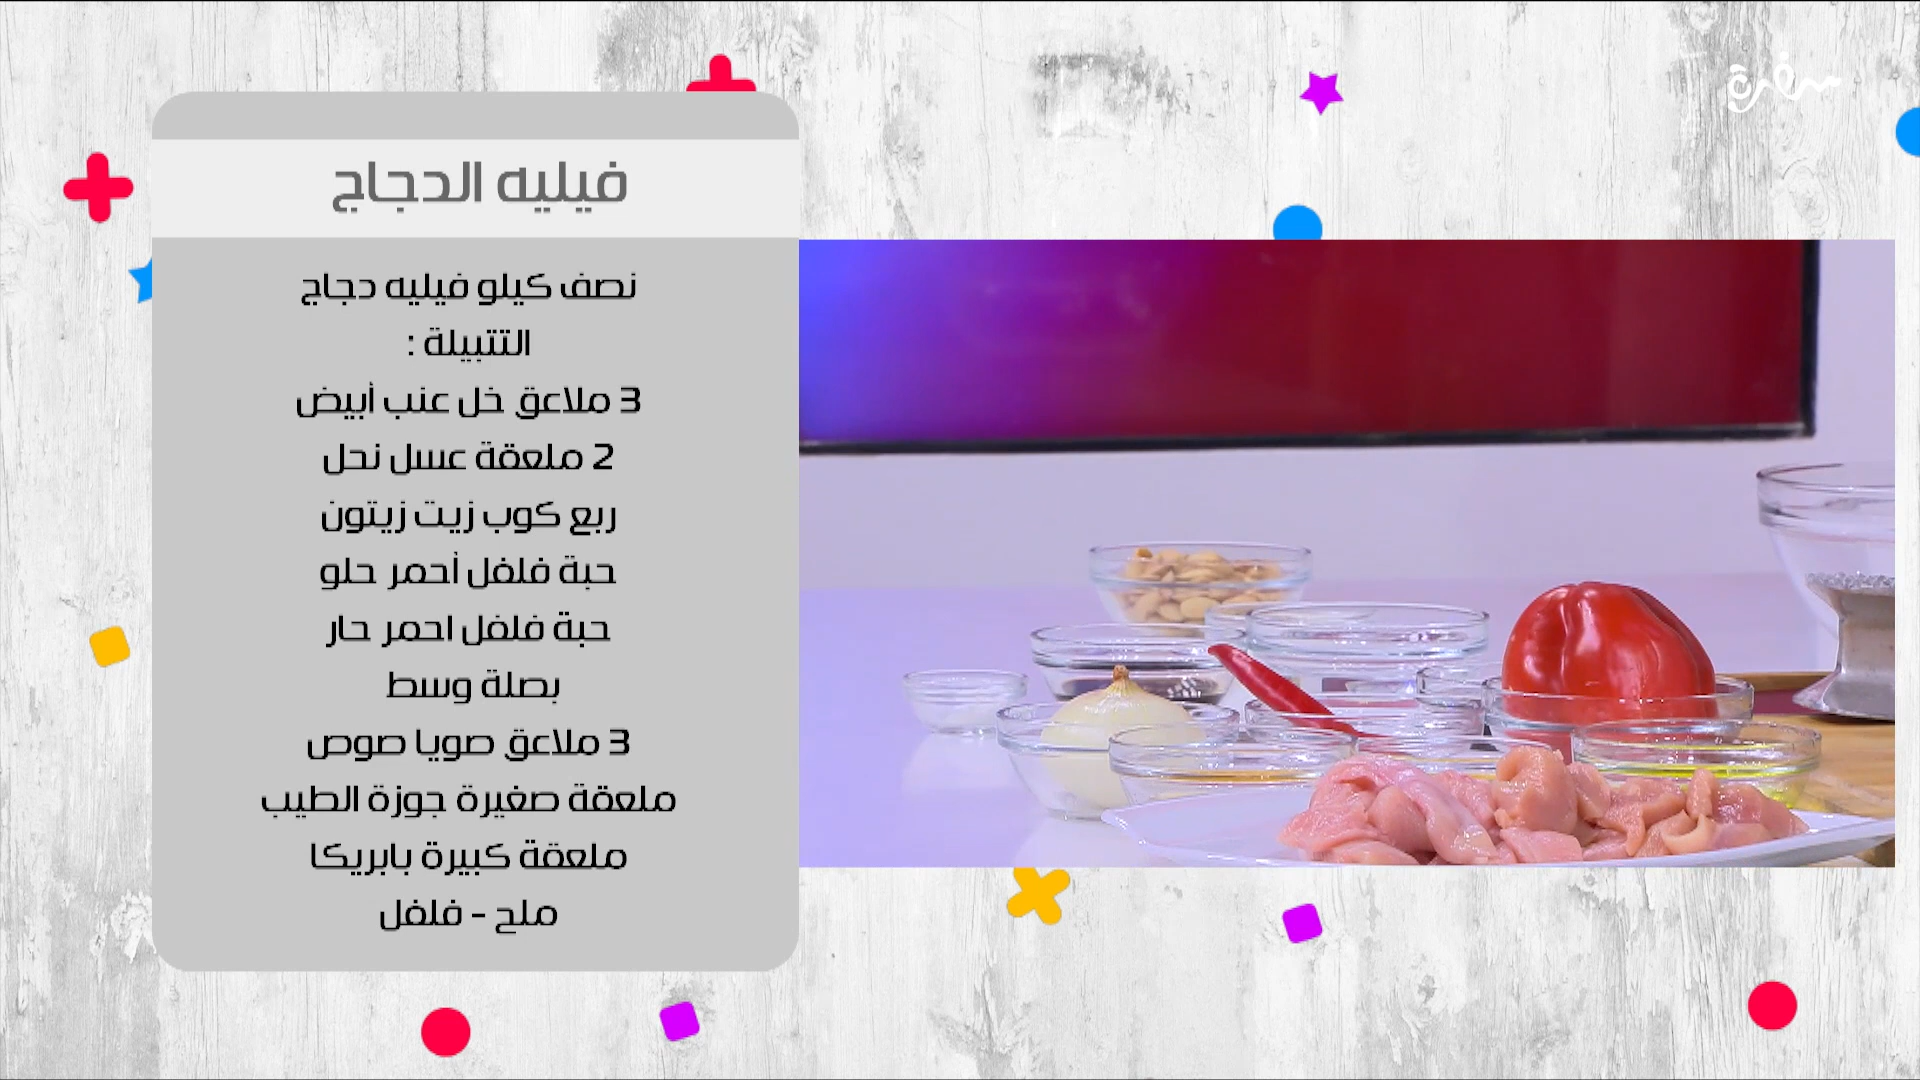 سفرة
فيليه الدجاج
نصف كيلو فيليه دجاج
التتبيلة :
3 ملاعق خل عنب أبيض
2 ملعقة عسل نحل
ربع كوب زيت زيتون
حبة فلفل أحمر حلو
حبة فلفل احمر حار
بصلة وسط
3 ملاعق صويا صوص
ملعقة صغيرة جوزة الطيب
ملعقة كبيرة بابريكا
ملح - فلفل